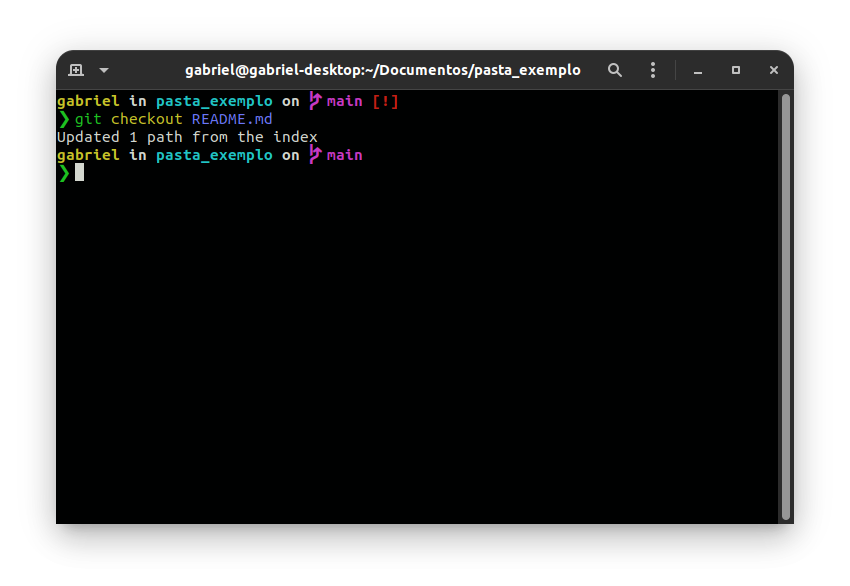 gabriel@gabriel-desktop:~/Documentos/pasta_exemplo
gabriel in pasta_exemplo on main [!]
❯ git checkout README.md
Updated 1 path from the index
gabriel in pasta_exemplo on main
❯